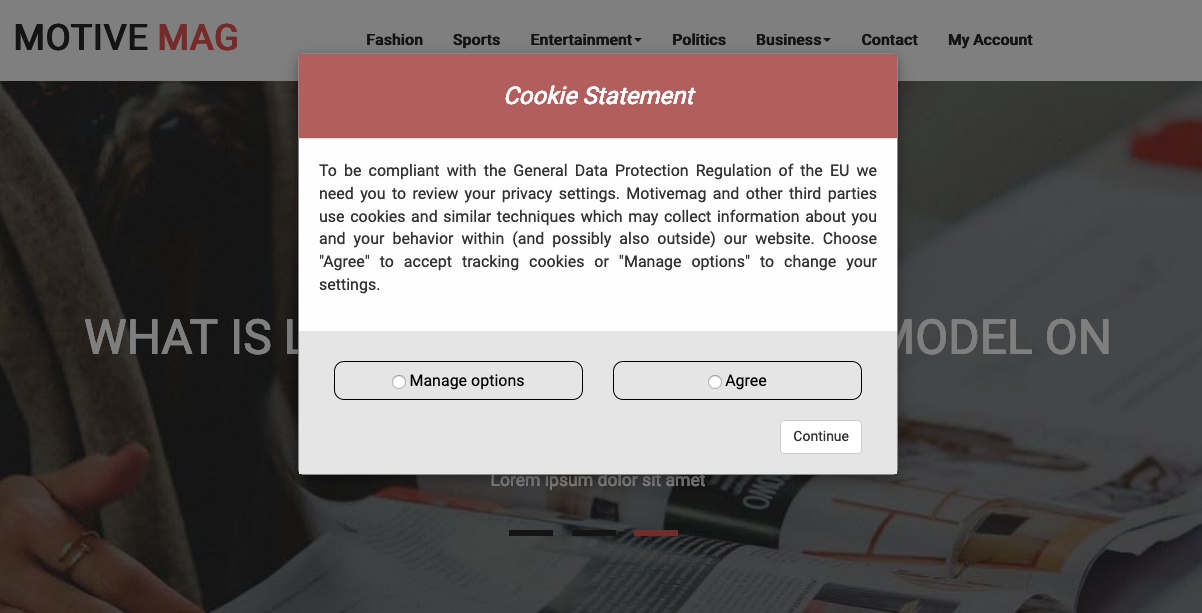 MOTIVE MAG
Fashion Sports Entertainment Politics Business Contact My Account
Cookie Statement
To be compliant with the General Data Protection Regulation of the EU we
need you to review your privacy settings. Motivemag and other third parties
use cookies and similar techniques which may collect information about you
and your behavior within (and possibly also outside) our website. Choose
"Agree" to accept tracking cookies or "Manage options" to change your
settings.
WHAT IS MODEL ON
Manage options Agree
Continue
Lorem ipsum dolor sit amet